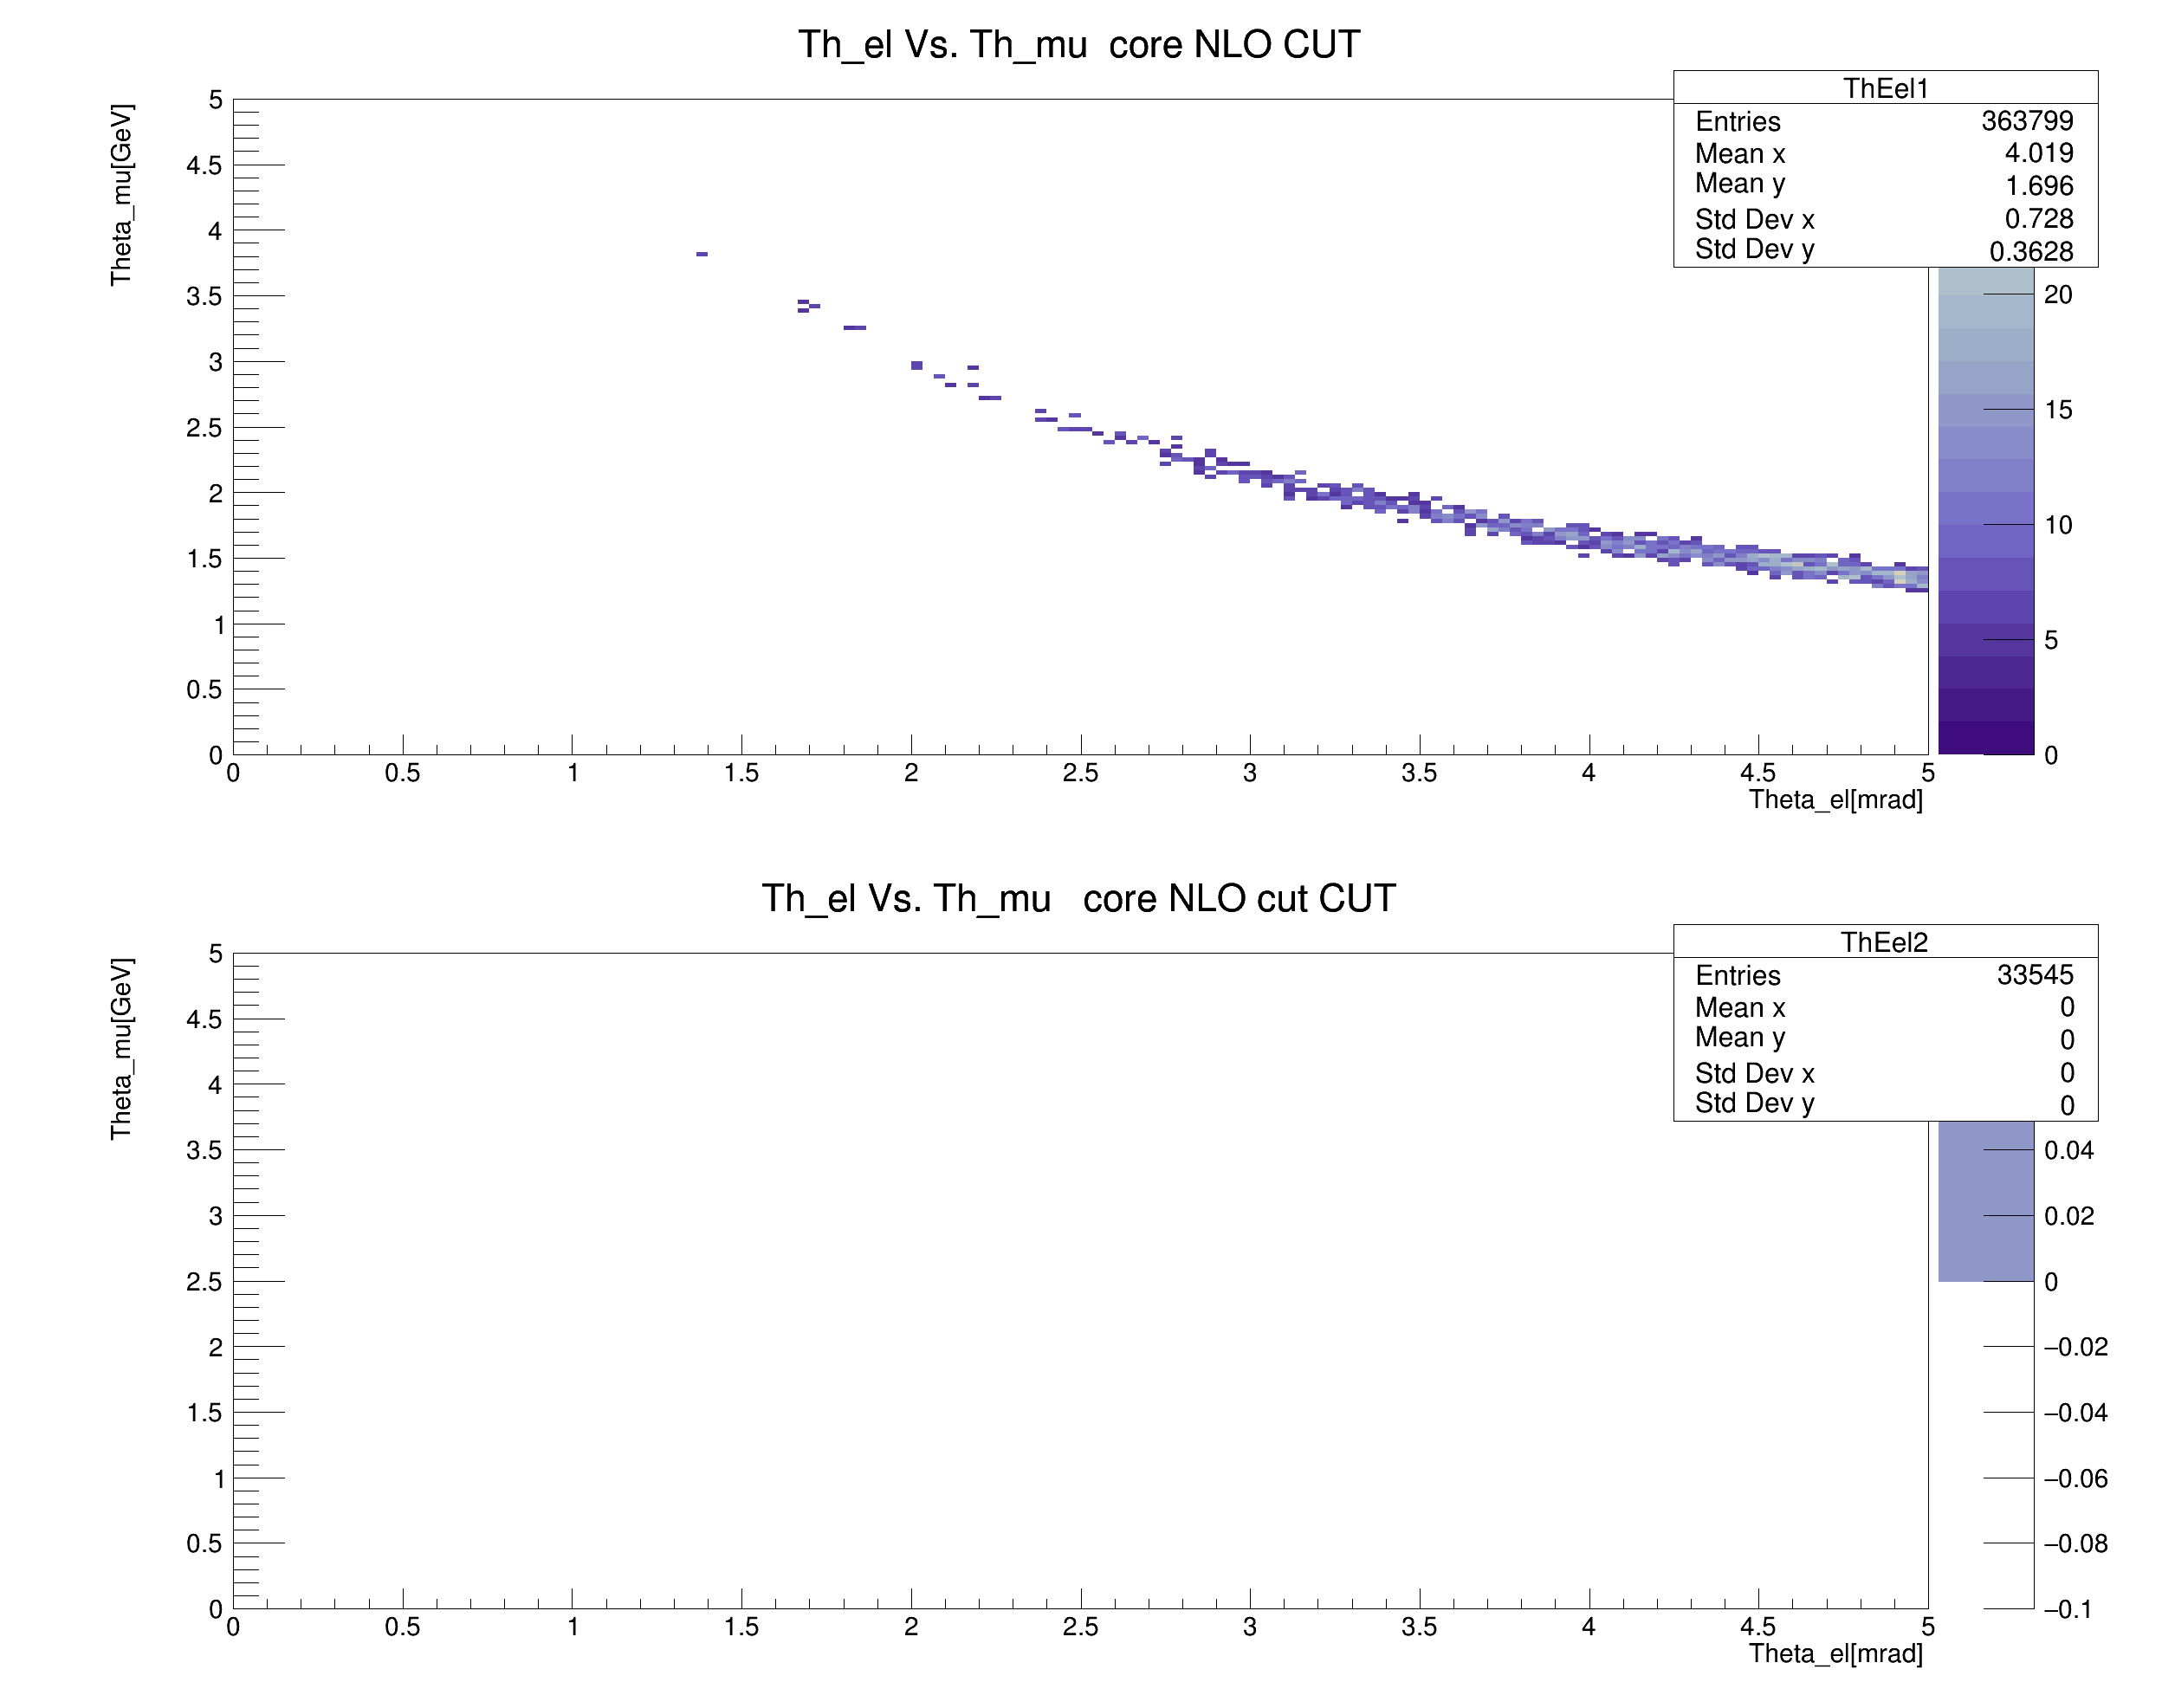 Th_el Vs. Th_mu  core NLO CUT
ThEel1
Entries 363799
Mean x 4.019
Mean y 1.696
Std Dev x 0.728
Std Dev y 0.3628
Theta_mu[GeV]
5
4.5
4
3.5
3
2.5
2
1.5
1
0.5
0
0 0.5 1 1.5 2 2.5 3 3.5 4 4.5 5
Theta_el[mrad]
20
15
10
5
0
Th_el Vs. Th_mu   core NLO cut CUT
ThEel2
Entries 33545
Mean x 0
Mean y 0
Std Dev x 0
Std Dev y 0
Theta_mu[GeV]
5
4.5
4
3.5
3
2.5
2
1.5
1
0.5
0
0 0.5 1 1.5 2 2.5 3 3.5 4 4.5 5
Theta_el[mrad]
0.04
0.02
0
−0.02
−0.04
−0.06
−0.08
−0.1